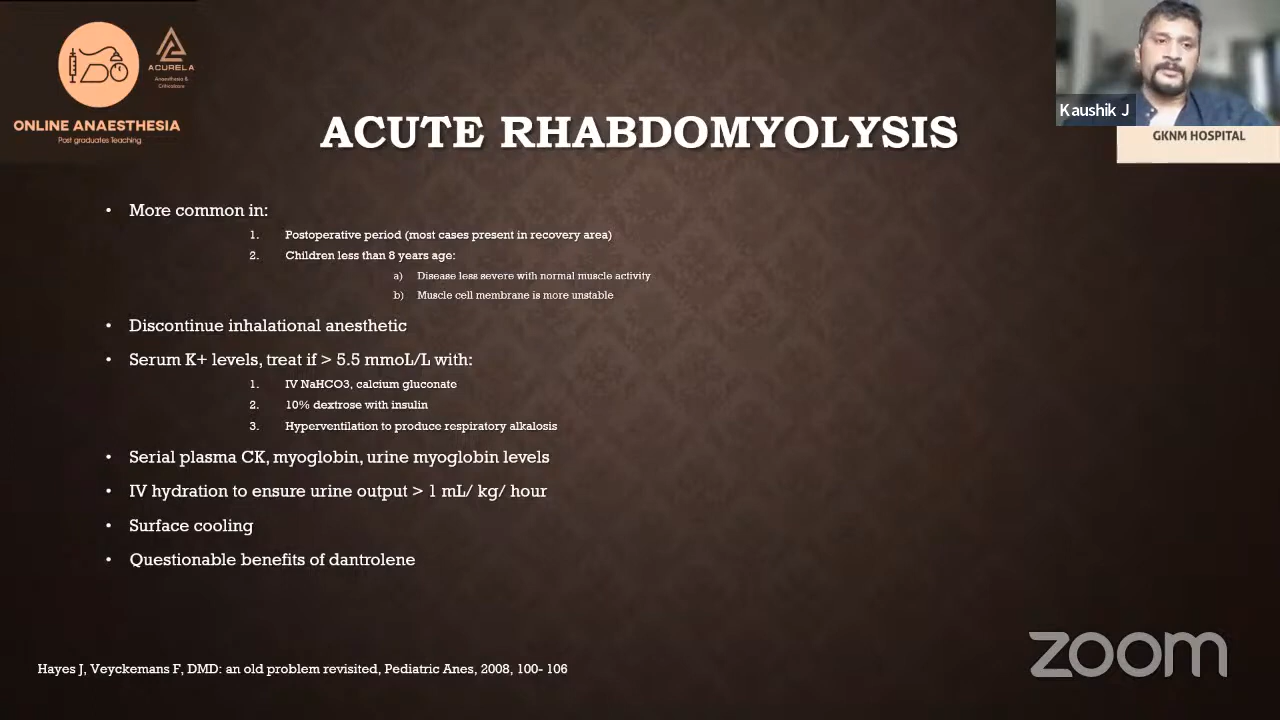 ACURELA
Anaesthesia &
Criticalcare
ONLINE ANAESTHESIA
Post graduates Teaching
Kaushik J
GKNM HOSPITAL
ACUTE RHABDOMYOLYSIS
• More common in:
1. Postoperative period (most cases present in recovery area)
2. Children less than 8 years age:
a) Disease less severe with normal muscle activity
b) Muscle cell membrane is more unstable
• Discontinue inhalational anesthetic
• Serum K+ levels, treat if > 5.5 mmoL/L with:
1. IV NaHCO3, calcium gluconate
2. 10% dextrose with insulin
3. Hyperventilation to produce respiratory alkalosis
• Serial plasma CK, myoglobin, urine myoglobin levels
• IV hydration to ensure urine output > 1 mL/ kg/ hour
• Surface cooling
• Questionable benefits of dantrolene
Hayes J, Veyckemans F, DMD: an old problem revisited, Pediatric Anes, 2008, 100- 106
zoom